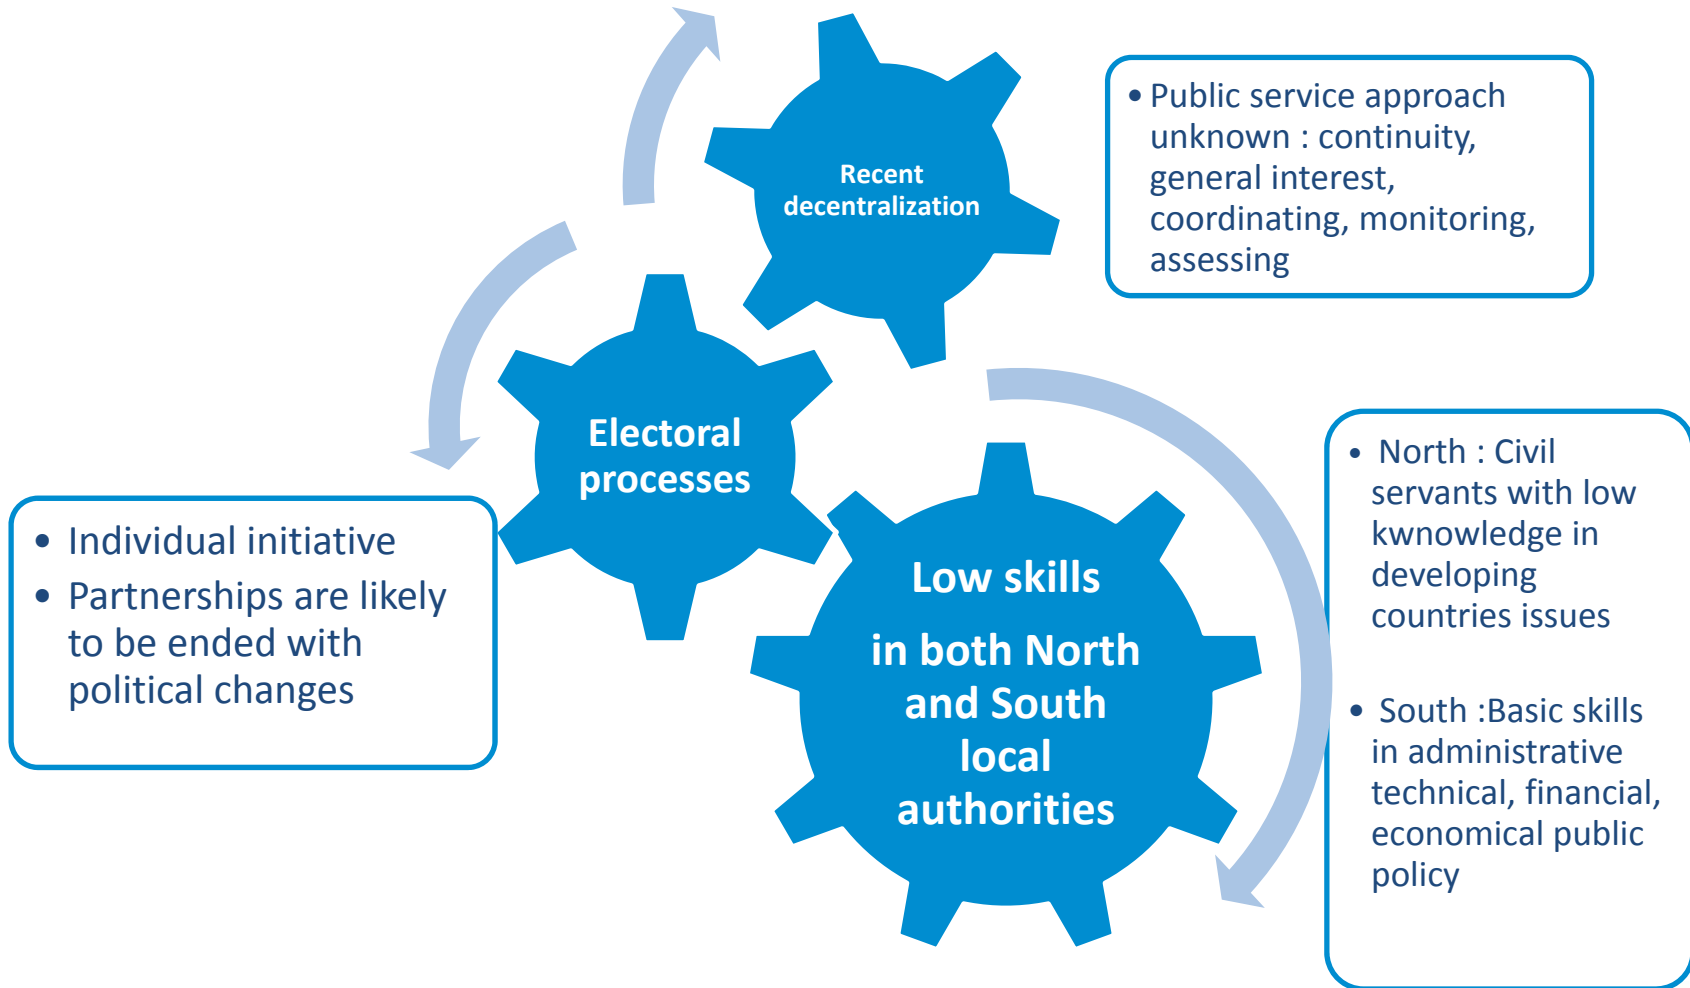 Recent
decentralization
• Public service approach
unknown : continuity,
general interest,
coordinating, monitoring,
assessing
Electoral
processes
• Individual initiative
• Partnerships are likely
to be ended with
political changes
Low skills
in both North
and South
local
authorities
• North : Civil
servants with low
kwnowledge in
developing
countries issues
• South :Basic skills
in administrative
technical, financial,
economical public
policy